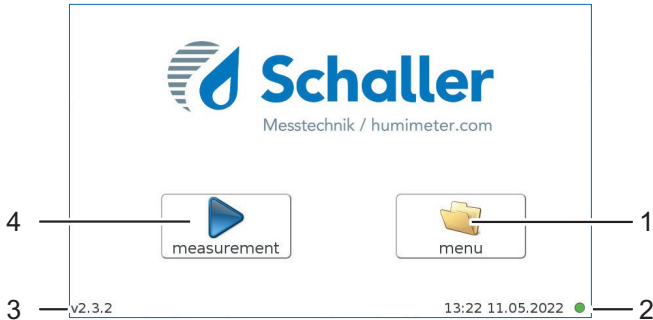 Schaller
Messtechnik / humimeter.com
4
measurement
menu
1
3
v2.3.2
13:22 11.05.2022
2